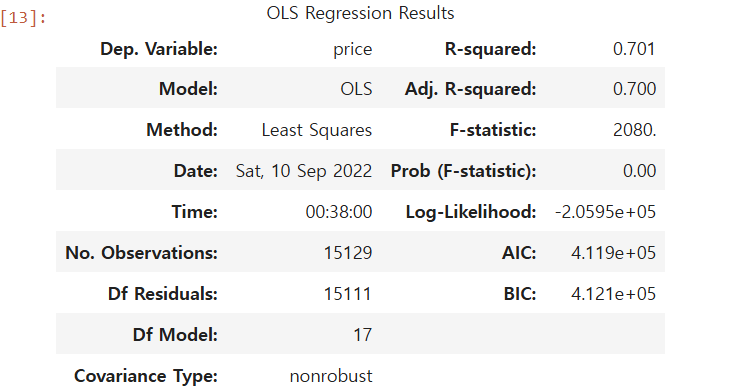 [13]:
OLS Regression Results
Dep. Variable: price R-squared: 0.701
Model: OLS Adj. R-squared: 0.700
Method: Least Squares F-statistic: 2080.
Date: Sat, 10 Sep 2022 Prob (F-statistic): 0.00
Time: 00:38:00 Log-Likelihood: -2.0595e+05
No. Observations: 15129 AIC: 4.119e+05
Df Residuals: 15111 BIC: 4.121e+05
Df Model: 17
Covariance Type: nonrobust